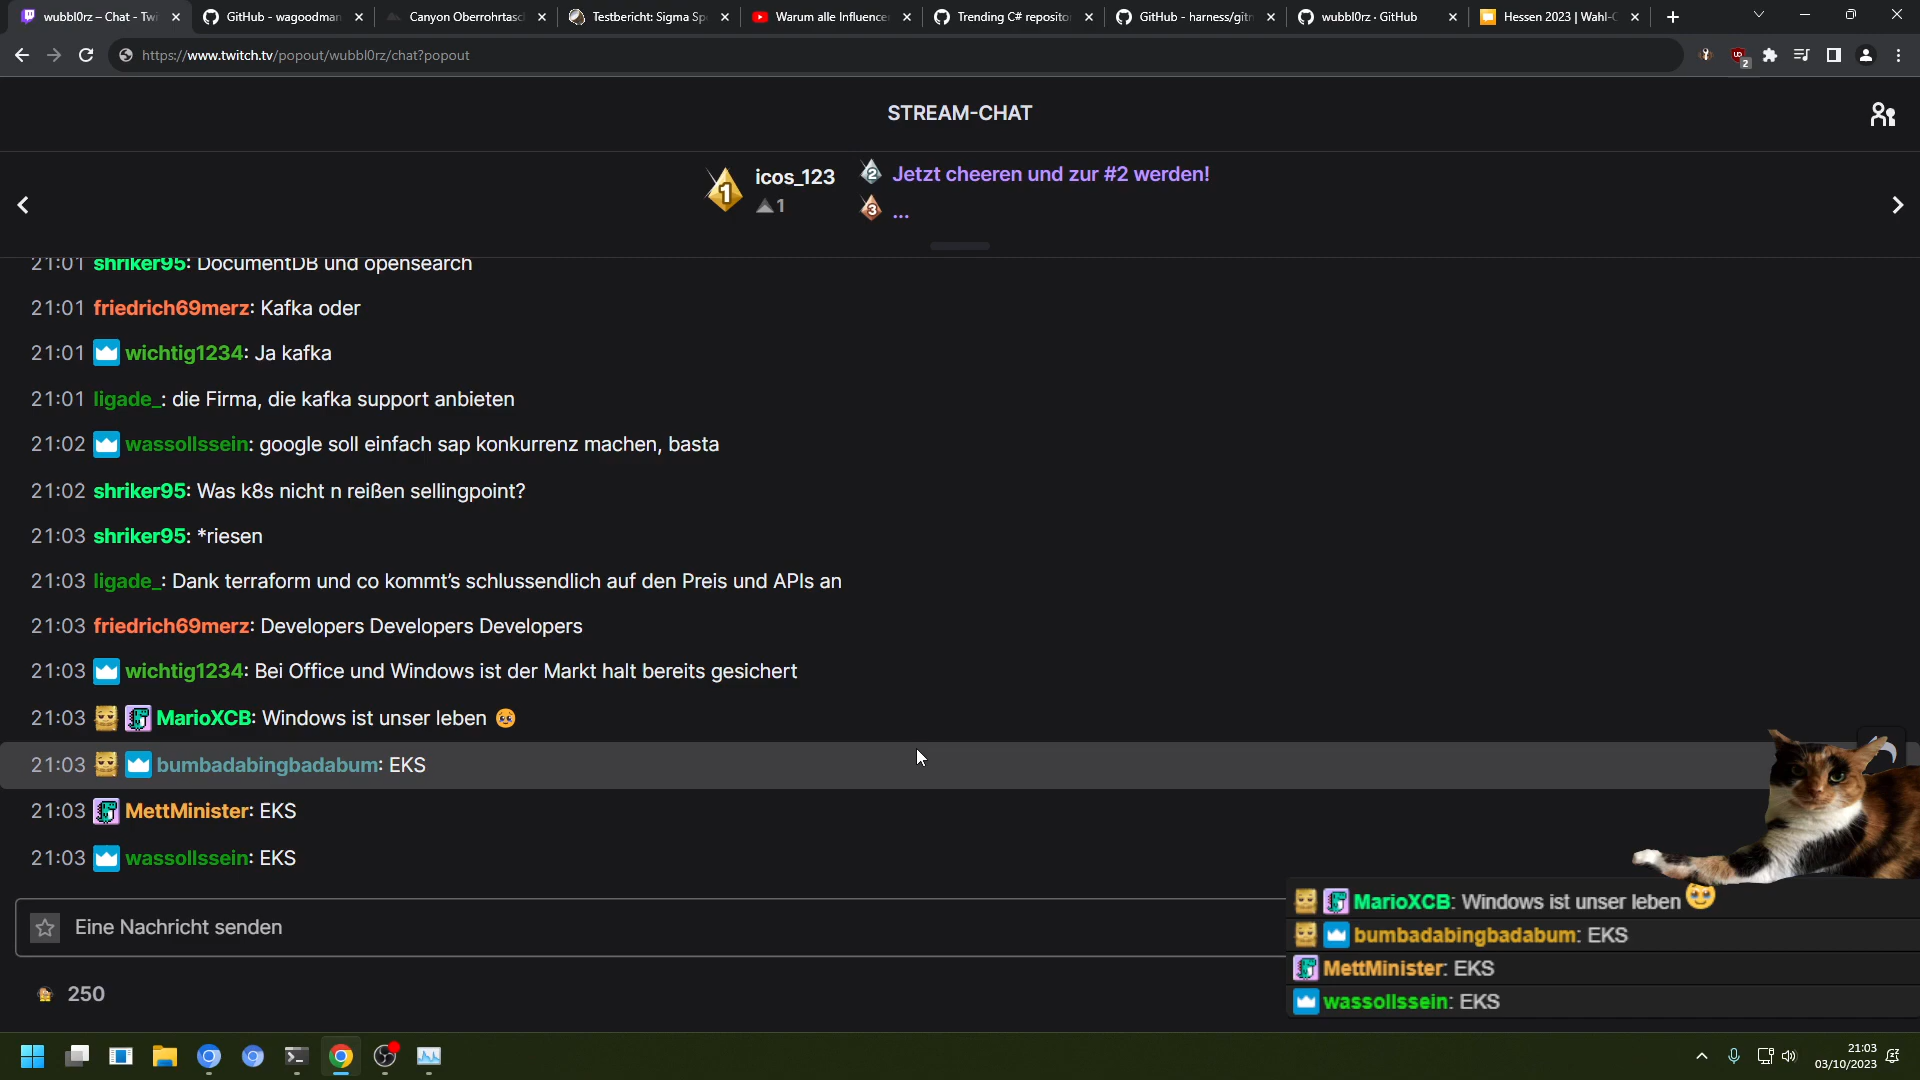 wubbl0rz – Chat - Twi
GitHub - wagoodman
Canyon Oberrohrtasc
Testbericht: Sigma Sp
Warum alle Influence
Trending C# reposito
GitHub - harness/gitn
wubbl0rz · GitHub
Hessen 2023 | Wahl-O
https://www.twitch.tv/popout/wubbl0rz/chat?popout
2
STREAM-CHAT
1 icos_123
1
2 Jetzt cheeren und zur #2 werden!
3 ...
21:01 shriker95: DocumentDB und opensearch
21:01 friedrich69merz: Kafka oder
21:01 wichtig1234: Ja kafka
21:01 ligade_: die Firma, die kafka support anbieten
21:02 wassollssein: google soll einfach sap konkurrenz machen, basta
21:02 shriker95: Was k8s nicht n reißen sellingpoint?
21:03 shriker95: *riesen
21:03 ligade_: Dank terraform und co kommt's schlussendlich auf den Preis und APIs an
21:03 friedrich69merz: Developers Developers Developers
21:03 wichtig1234: Bei Office und Windows ist der Markt halt bereits gesichert
21:03 MarioXCB: Windows ist unser leben 🥹
21:03 bumbadabingbadabum: EKS
21:03 MettMinister: EKS
21:03 wassollssein: EKS
Eine Nachricht senden
250
MarioXCB: Windows ist unser leben 🥹
bumbadabingbadabum: EKS
MettMinister: EKS
wassollssein: EKS
21:03
03/10/2023